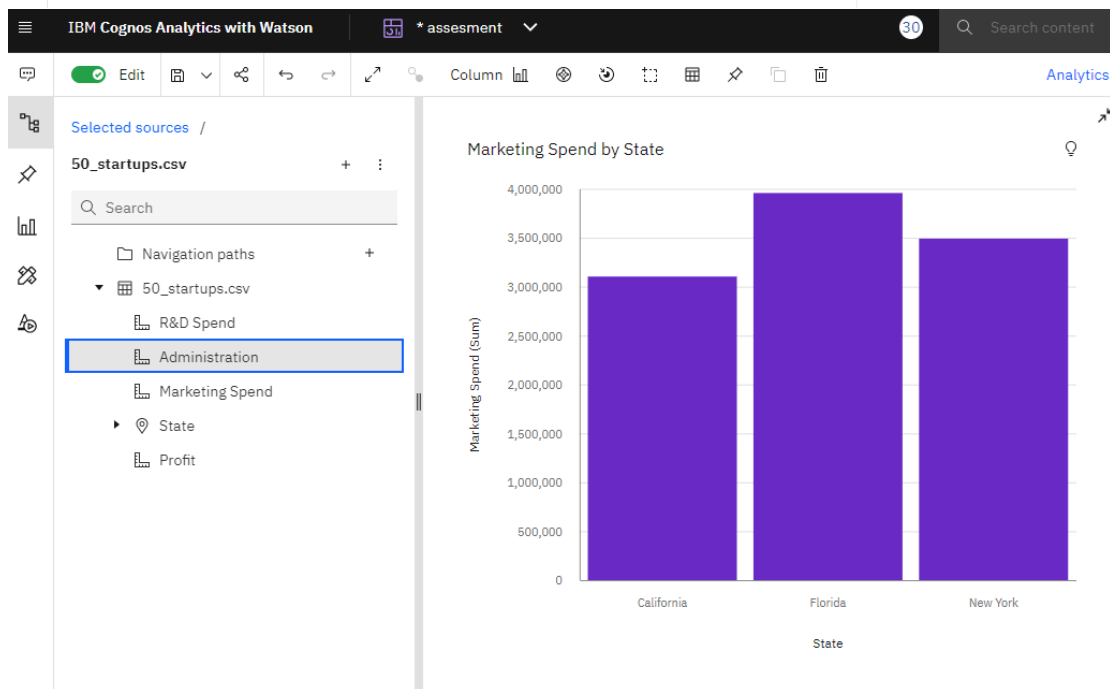 IBM Cognos Analytics with Watson
* assesment
30
Search content
Edit
Column
Analytics
Selected sources /
50_startups.csv
Search
Navigation paths
50_startups.csv
R&D Spend
Administration
Marketing Spend
State
Profit
Marketing Spend by State
4,000,000
3,500,000
3,000,000
2,500,000
2,000,000
1,500,000
1,000,000
500,000
0
Marketing Spend (Sum)
California
Florida
New York
State